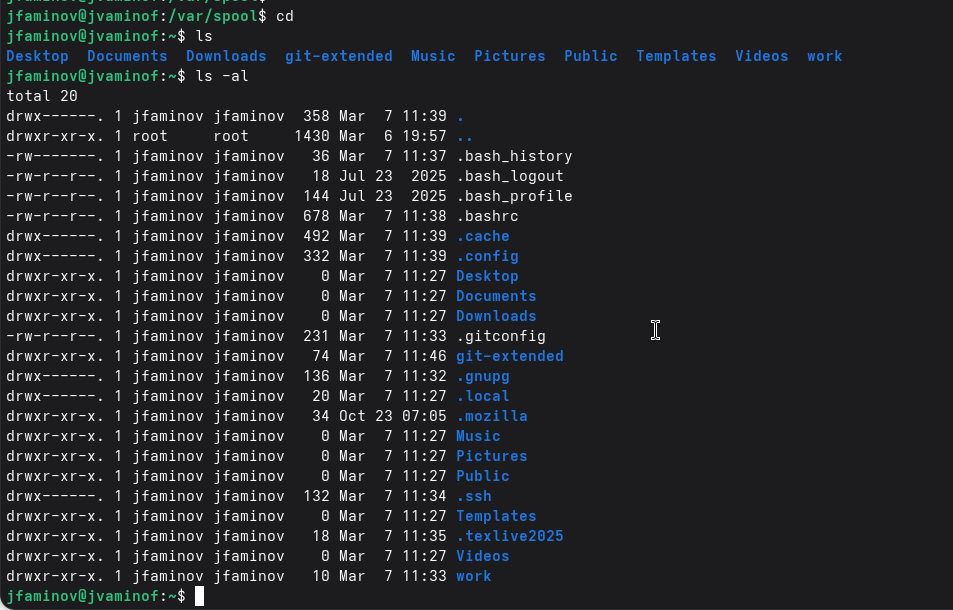 jfaminov@jvaminof:/var/spool$ cd
jfaminov@jvaminof:~$ ls
Desktop  Documents  Downloads  git-extended  Music  Pictures  Public  Templates  Videos  work
jfaminov@jvaminof:~$ ls -al
total 20
drwx------. 1 jfaminov jfaminov  358 Mar  7 11:39 .
drwxr-xr-x. 1 root     root     1430 Mar  6 19:57 ..
-rw-------. 1 jfaminov jfaminov   36 Mar  7 11:37 .bash_history
-rw-r--r--. 1 jfaminov jfaminov   18 Jul 23  2025 .bash_logout
-rw-r--r--. 1 jfaminov jfaminov  144 Jul 23  2025 .bash_profile
-rw-r--r--. 1 jfaminov jfaminov  678 Mar  7 11:38 .bashrc
drwx------. 1 jfaminov jfaminov  492 Mar  7 11:39 .cache
drwx------. 1 jfaminov jfaminov  332 Mar  7 11:39 .config
drwxr-xr-x. 1 jfaminov jfaminov    0 Mar  7 11:27 Desktop
drwxr-xr-x. 1 jfaminov jfaminov    0 Mar  7 11:27 Documents
drwxr-xr-x. 1 jfaminov jfaminov    0 Mar  7 11:27 Downloads
-rw-r--r--. 1 jfaminov jfaminov  231 Mar  7 11:33 .gitconfig
drwxr-xr-x. 1 jfaminov jfaminov   74 Mar  7 11:46 git-extended
drwx------. 1 jfaminov jfaminov  136 Mar  7 11:32 .gnupg
drwx------. 1 jfaminov jfaminov   20 Mar  7 11:27 .local
drwxr-xr-x. 1 jfaminov jfaminov   34 Oct 23 07:05 .mozilla
drwxr-xr-x. 1 jfaminov jfaminov    0 Mar  7 11:27 Music
drwxr-xr-x. 1 jfaminov jfaminov    0 Mar  7 11:27 Pictures
drwxr-xr-x. 1 jfaminov jfaminov    0 Mar  7 11:27 Public
drwx------. 1 jfaminov jfaminov  132 Mar  7 11:34 .ssh
drwxr-xr-x. 1 jfaminov jfaminov    0 Mar  7 11:27 Templates
drwxr-xr-x. 1 jfaminov jfaminov   18 Mar  7 11:35 .texlive2025
drwxr-xr-x. 1 jfaminov jfaminov    0 Mar  7 11:27 Videos
drwxr-xr-x. 1 jfaminov jfaminov   10 Mar  7 11:33 work
jfaminov@jvaminof:~$